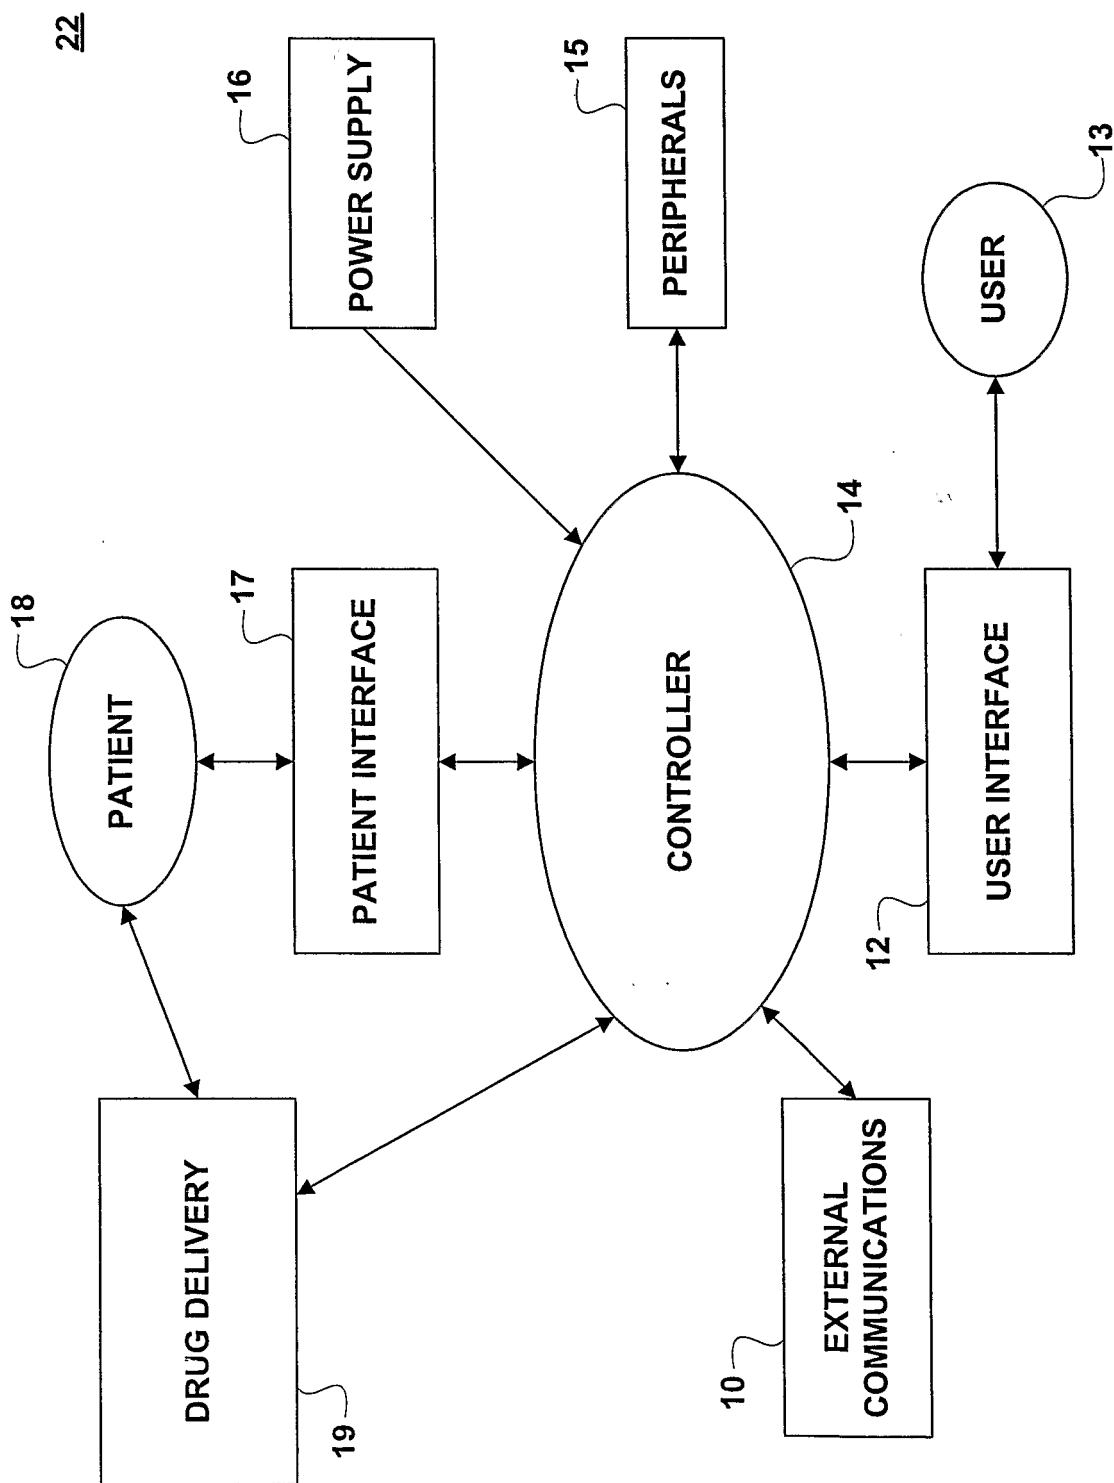 22
18
PATIENT
DRUG DELIVERY
19
17
PATIENT INTERFACE
16
POWER SUPPLY
15
PERIPHERALS
CONTROLLER
14
10
EXTERNAL
COMMUNICATIONS
12
USER INTERFACE
USER
13